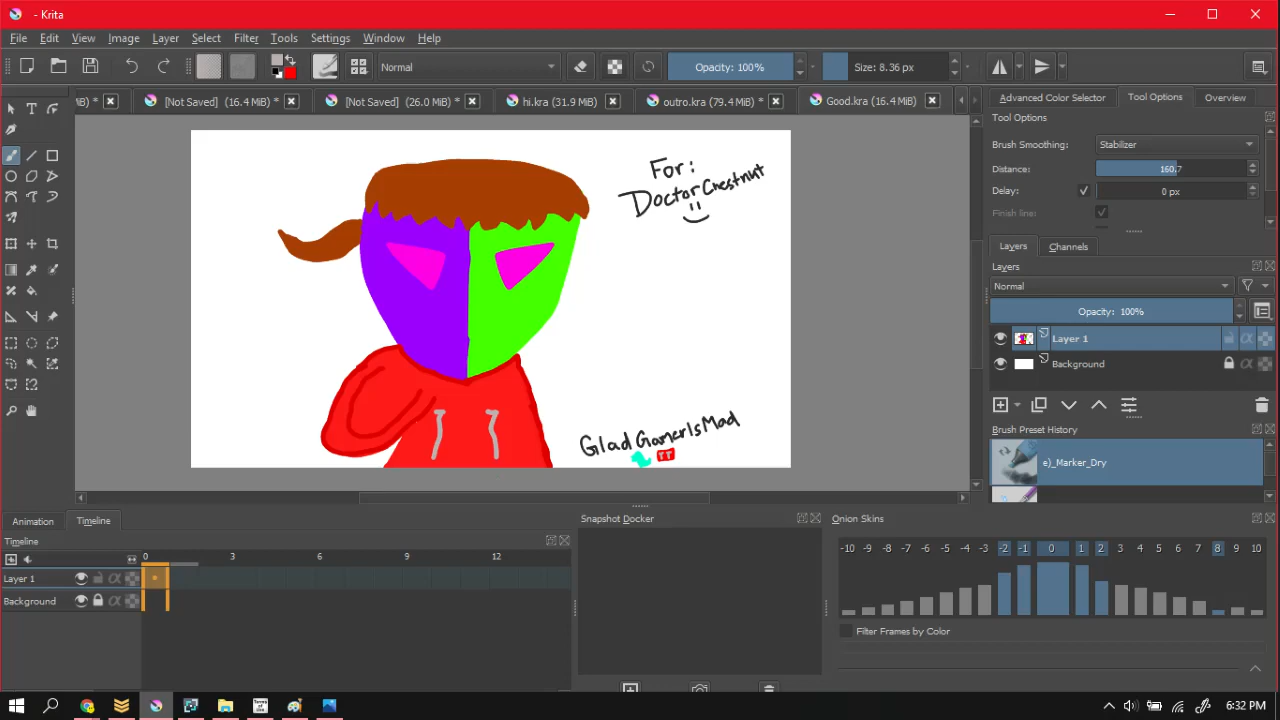 - Krita
File Edit View Image Layer Select Filter Tools Settings Window Help
Normal Opacity: 100% Size: 8.36 px
MiB) * [Not Saved] (16.4 MiB) * [Not Saved] (26.0 MiB) * hi.kra (31.9 MiB) outro.kra (79.4 MiB) * Good.kra (16.4 MiB)
Advanced Color Selector Tool Options Overview
Tool Options
Brush Smoothing: Stabilizer
Distance: 160.7
Delay: 0 px
Finish line:
Layers Channels
Layers
Normal
Opacity: 100%
Layer 1
Background
Brush Preset History
e)_Marker_Dry
For:
DoctorChestnut
GladGamerIsMad
Animation Timeline
Timeline
0 3 6 9 12
Layer 1
Background
Snapshot Docker
Onion Skins
-10 -9 -8 -7 -6 -5 -4 -3 -2 -1 0 1 2 3 4 5 6 7 8 9 10
Filter Frames by Color
6:32 PM